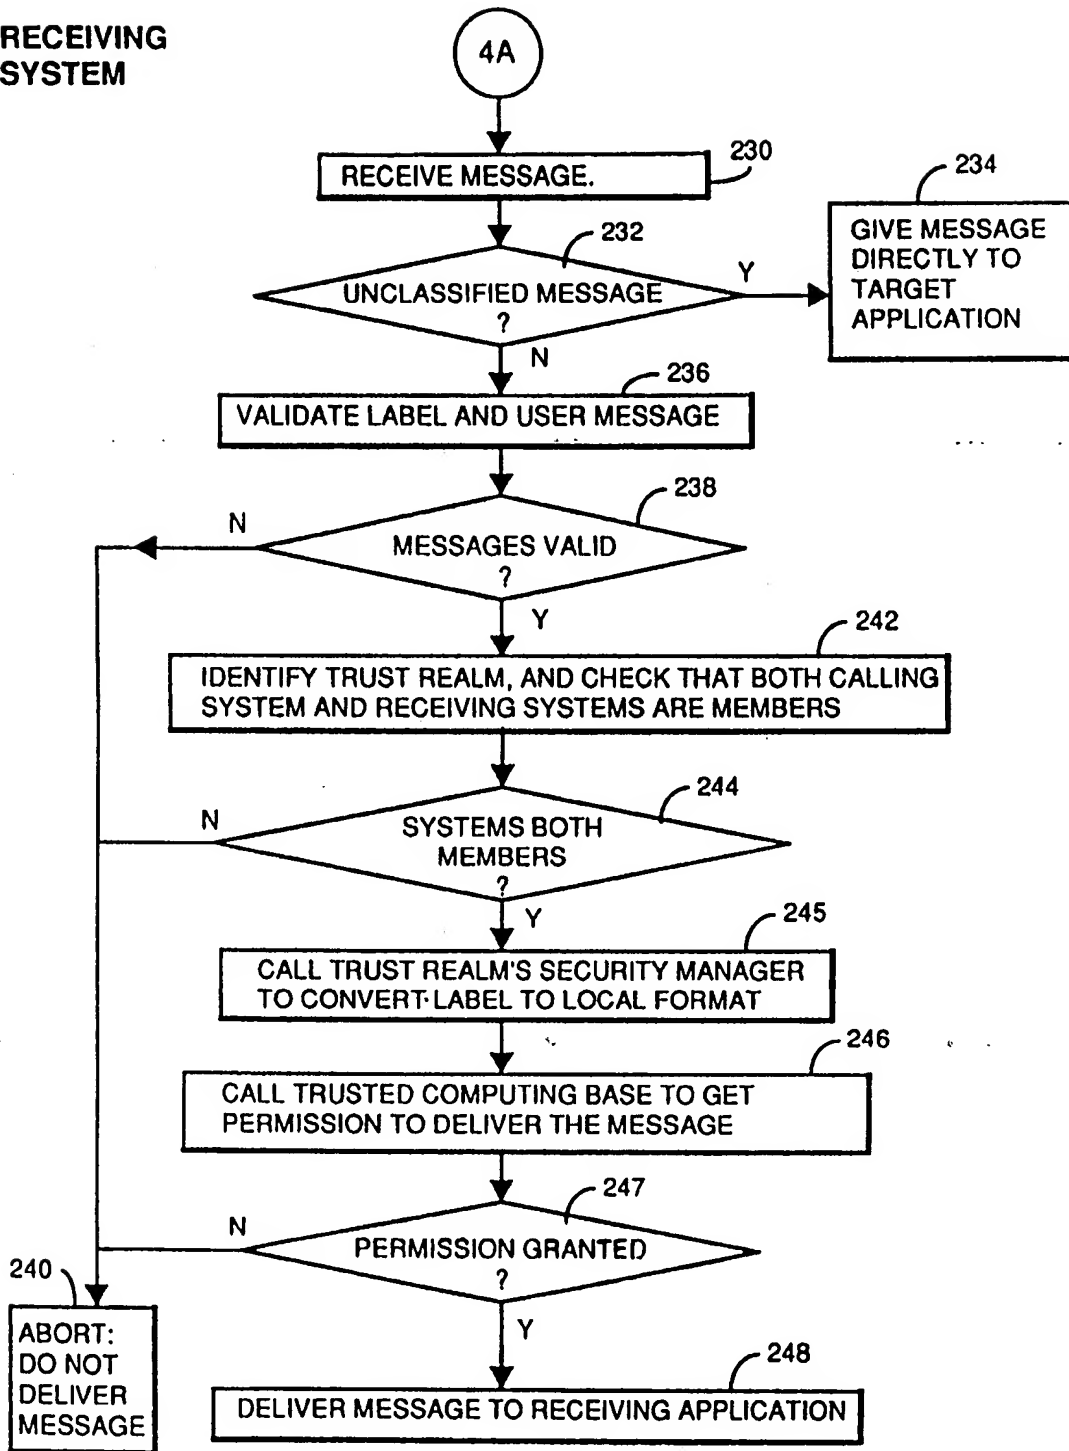 RECEIVING
SYSTEM
4A
230
RECEIVE MESSAGE.
234
232
GIVE MESSAGE
DIRECTLY TO
TARGET
APPLICATION
UNCLASSIFIED MESSAGE
?
Y
N
236
VALIDATE LABEL AND USER MESSAGE
238
N
MESSAGES VALID
?
Y
242
IDENTIFY TRUST REALM, AND CHECK THAT BOTH CALLING
SYSTEM AND RECEIVING SYSTEMS ARE MEMBERS
244
N
SYSTEMS BOTH
MEMBERS
?
Y
245
CALL TRUST REALM'S SECURITY MANAGER
TO CONVERT LABEL TO LOCAL FORMAT
246
CALL TRUSTED COMPUTING BASE TO GET
PERMISSION TO DELIVER THE MESSAGE
247
N
PERMISSION GRANTED
?
Y
240
ABORT:
DO NOT
DELIVER
MESSAGE
248
DELIVER MESSAGE TO RECEIVING APPLICATION